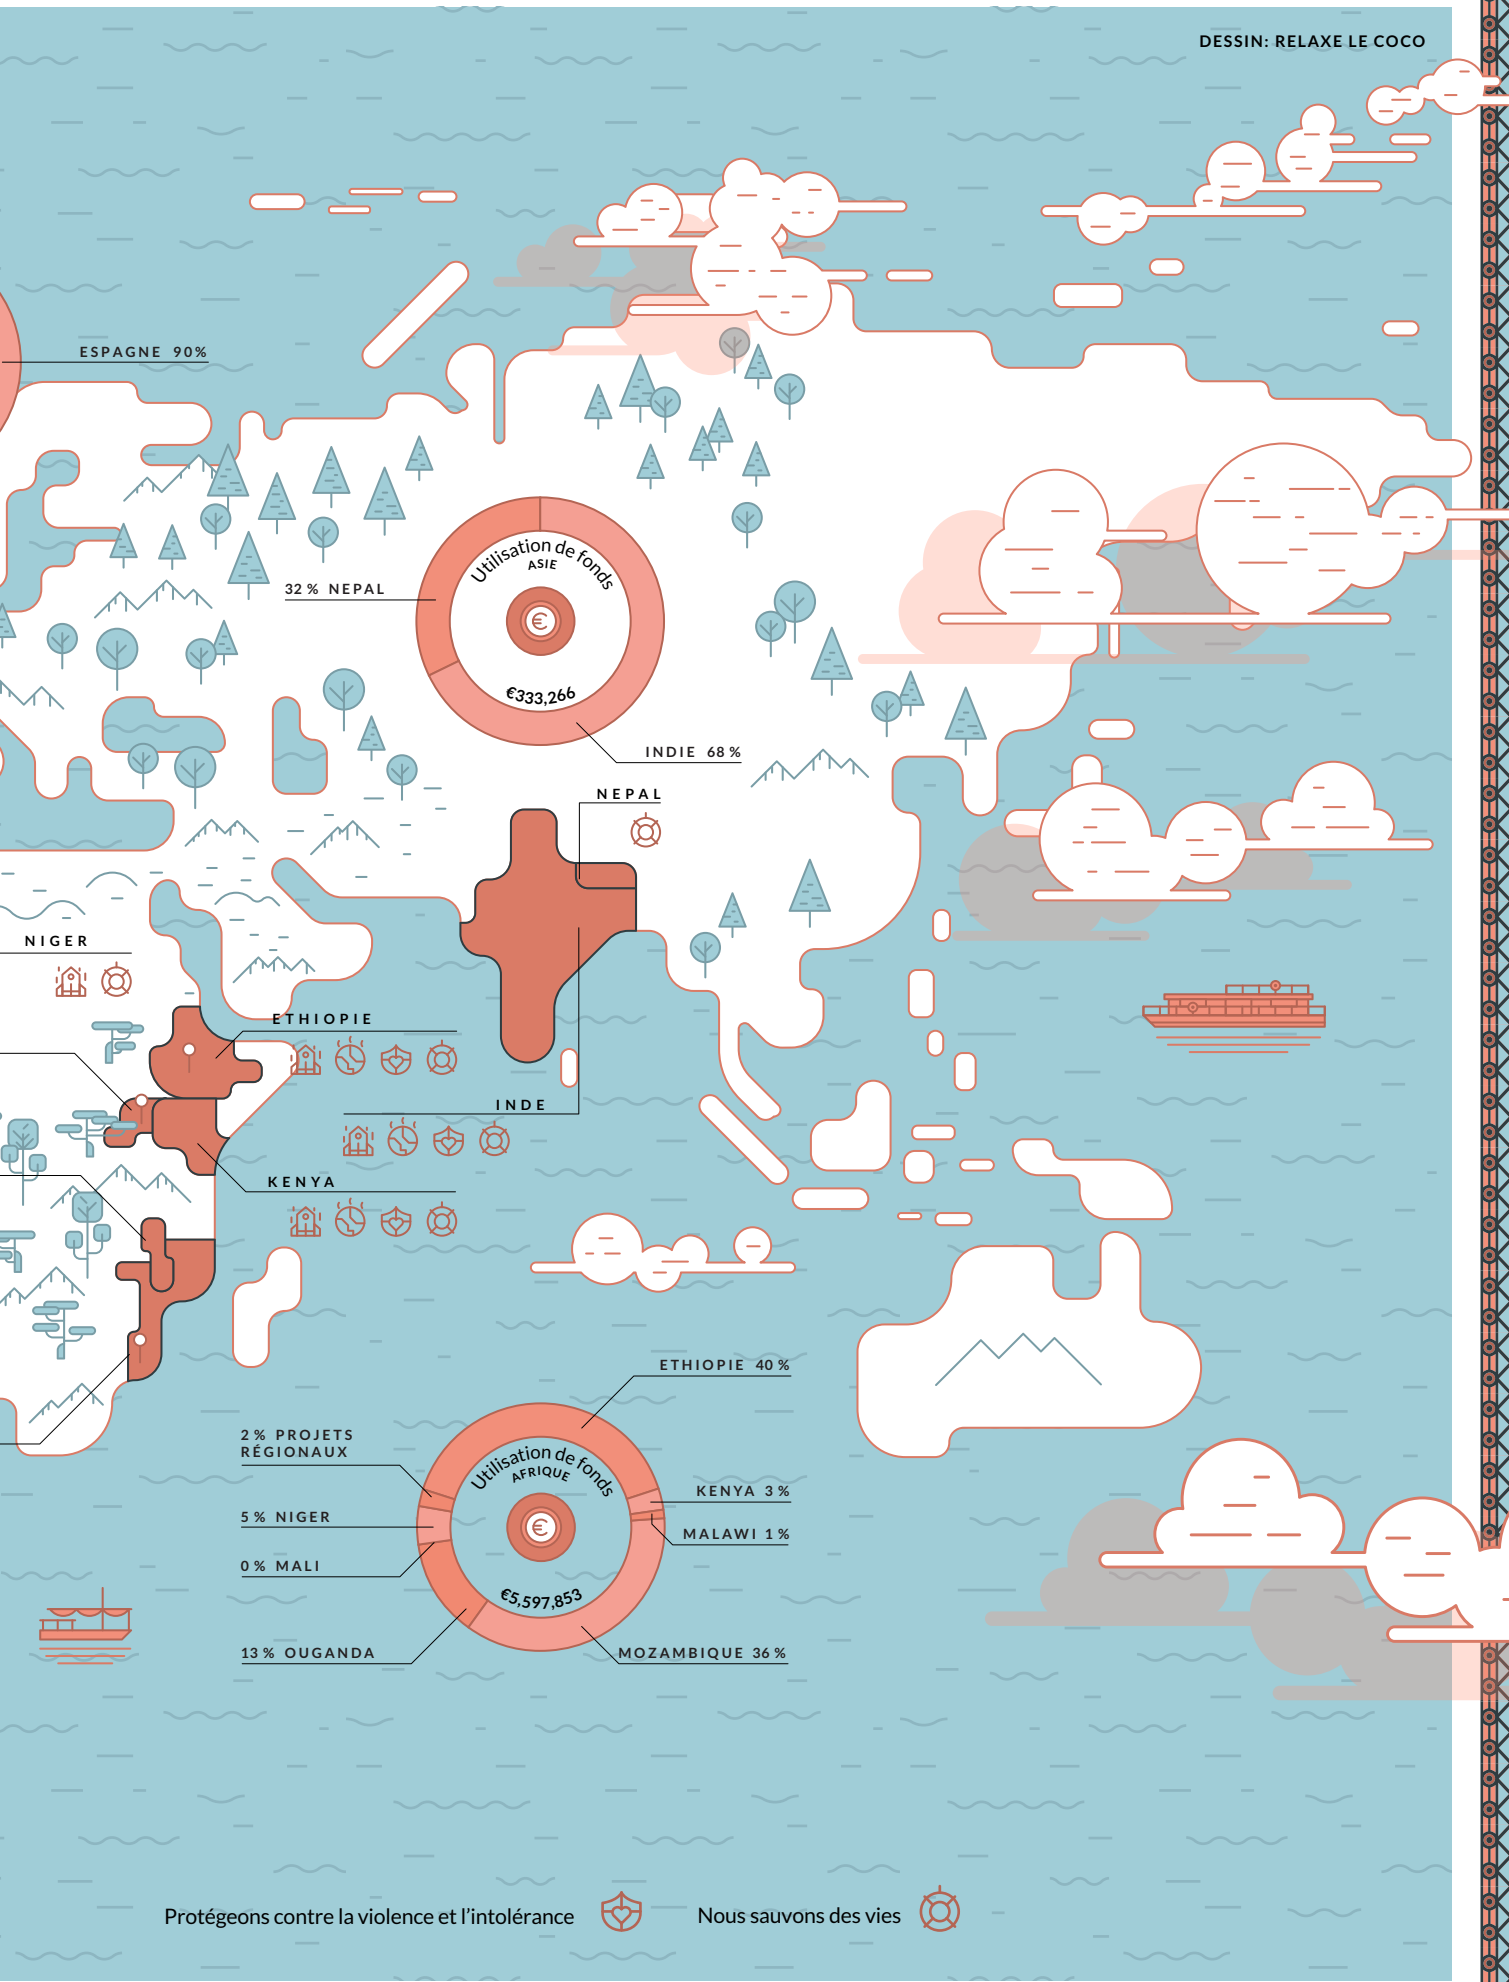 DESSIN: RELAXE LE COCO
ESPAGNE 90%
Utilisation de fonds
ASIE
32 % NEPAL
€333,266
INDIE 68 %
NEPAL
NIGER
ETHIOPIE
INDE
KENYA
ETHIOPIE 40 %
2 % PROJETS
RÉGIONAUX
Utilisation de fonds
AFRIQUE
KENYA 3 %
5 % NIGER
MALAWI 1 %
0 % MALI
€5,597,853
13 % OUGANDA
MOZAMBIQUE 36 %
Protégeons contre la violence et l'intolérance
Nous sauvons des vies